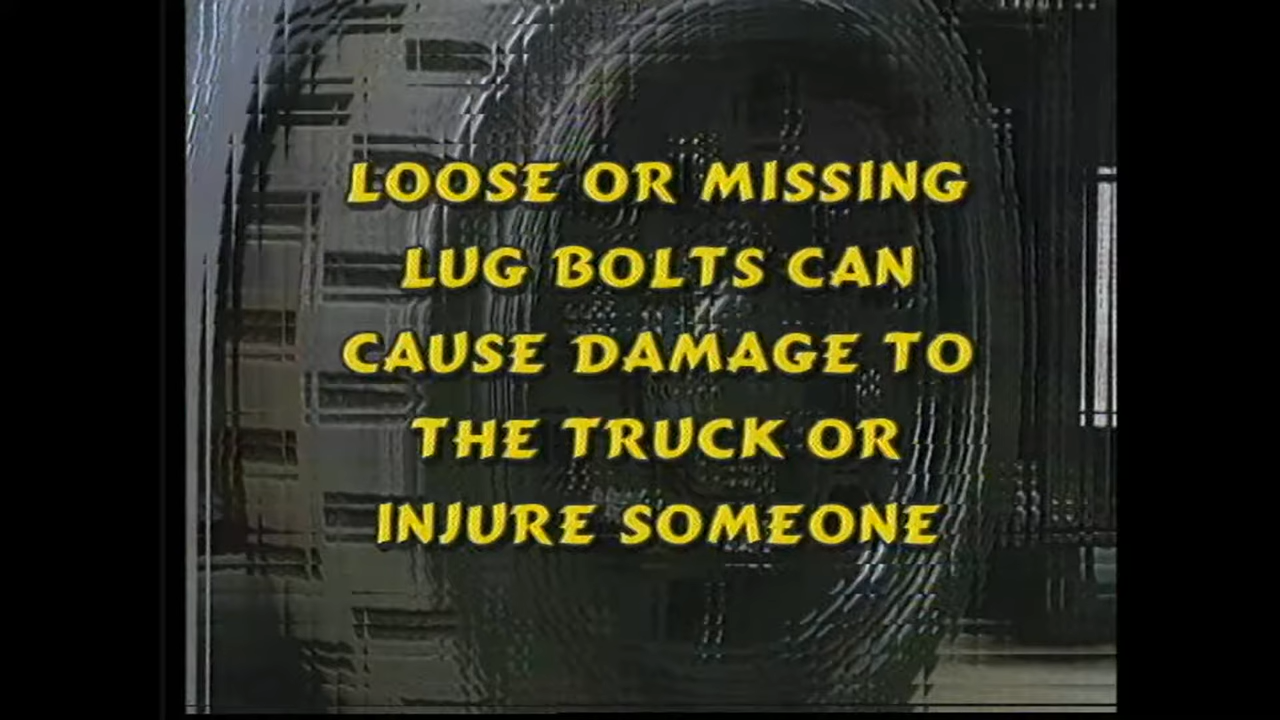 LOOSE OR MISSING
LUG BOLTS CAN
CAUSE DAMAGE TO
THE TRUCK OR
INJURE SOMEONE